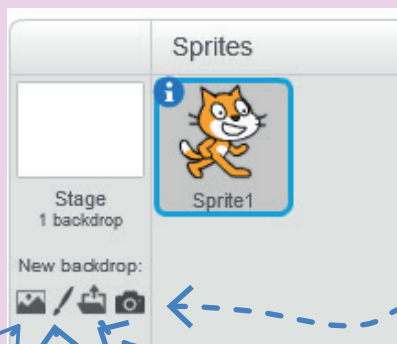 Sprites
i
Sprite1
Stage
1 backdrop
New backdrop: